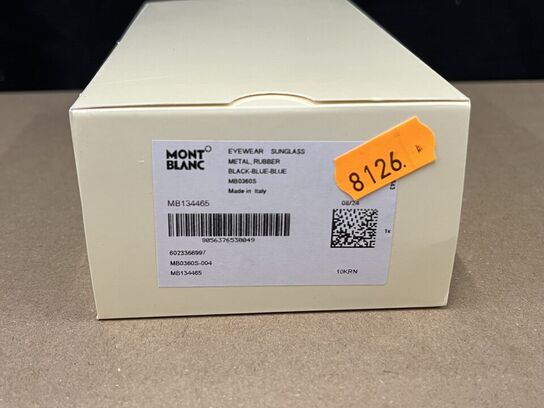 MONT
BLANC
EYEWEAR SUNGLASS
METAL, RUBBER
BLACK-BLUE-BLUE
MB0360S
Made in Italy
8126.
MB134465
08/24
9056376530049
1x
6023366997
MB0360S-004
MB134465
10KRN